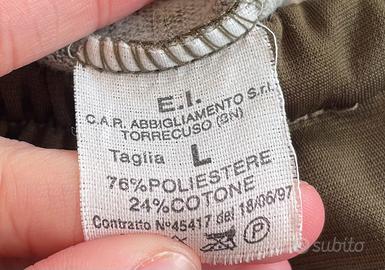 E.I.
C.A.R. ABBIGLIAMENTO S.r.l.
TORRECUSO (BN)
Taglia L
76%POLIESTERE
24%COTONE
Contratto N°45417 del 18/06/97
P
subito